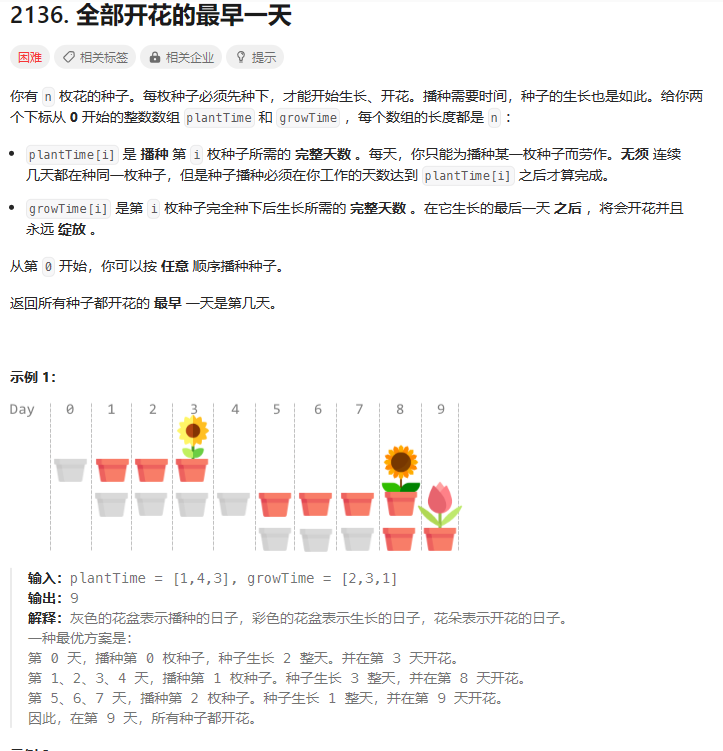 2136. 全部开花的最早一天
困难 相关标签 相关企业 提示
你有 n 枚花的种子。每枚种子必须先种下，才能开始生长、开花。播种需要时间，种子的生长也是如此。给你两
个下标从 0 开始的整数数组 plantTime 和 growTime ，每个数组的长度都是 n ：
• plantTime[i] 是 播种 第 i 枚种子所需的 完整天数 。每天，你只能为播种某一枚种子而劳作。无须 连续
几天都在种同一枚种子，但是种子播种必须在你工作的天数达到 plantTime[i] 之后才算完成。
• growTime[i] 是第 i 枚种子完全种下后生长所需的 完整天数 。在它生长的最后一天 之后 ，将会开花并且
永远 绽放 。
从第 0 开始，你可以按 任意 顺序播种种子。
返回所有种子都开花的 最早 一天是第几天。
示例 1：
Day 0 1 2 3 4 5 6 7 8 9
输入：plantTime = [1,4,3], growTime = [2,3,1]
输出：9
解释：灰色的花盆表示播种的日子，彩色的花盆表示生长的日子，花朵表示开花的日子。
一种最优方案是：
第 0 天，播种第 0 枚种子，种子生长 2 整天。并在第 3 天开花。
第 1、2、3、4 天，播种第 1 枚种子。种子生长 3 整天，并在第 8 天开花。
第 5、6、7 天，播种第 2 枚种子。种子生长 1 整天，并在第 9 天开花。
因此，在第 9 天，所有种子都开花。